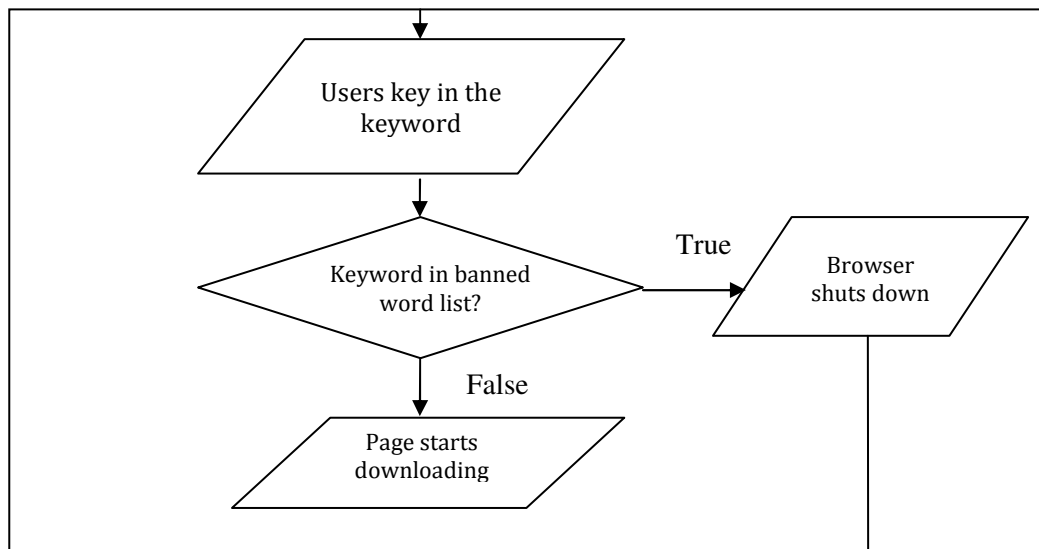 Users key in the
keyword
Keyword in banned
word list?
True
Browser
shuts down
False
Page starts
downloading